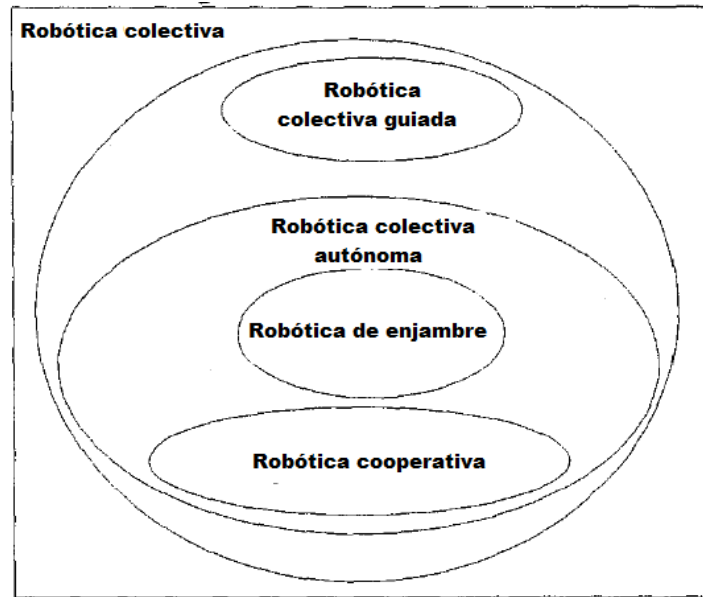 Robótica colectiva
Robótica
colectiva guiada
Robótica colectiva
autónoma
Robótica de enjambre
Robótica cooperativa